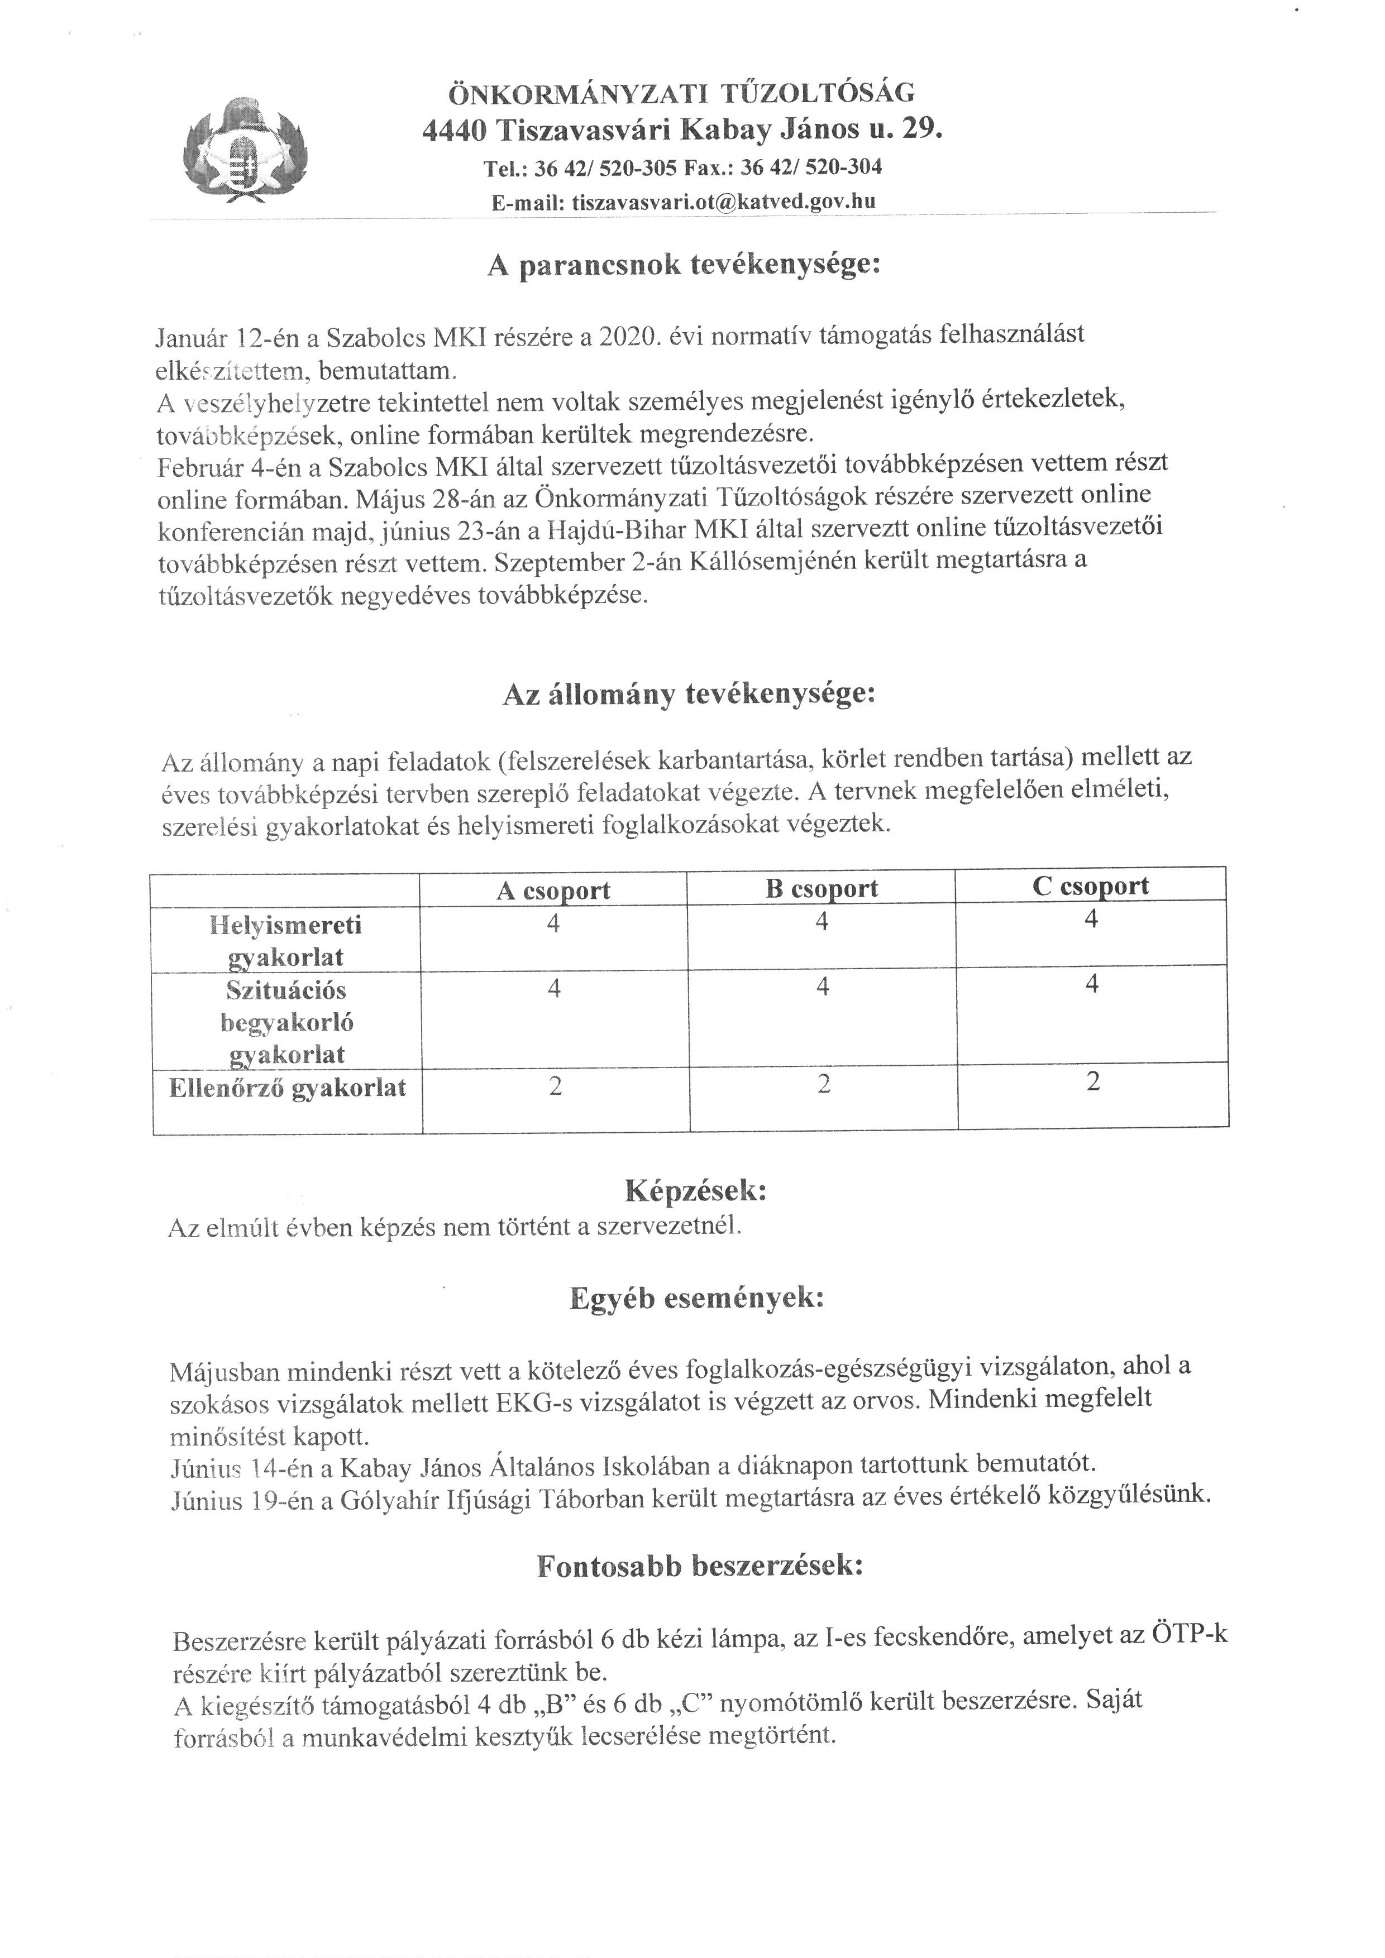 ÖNKORMÁNYZATI TŰZOLTÓSÁG
4440 Tiszavasvári Kabay János u. 29.
Tel.: 36 42/ 520-305 Fax.: 36 42/ 520-304
E-mail: tiszavasvari.ot@katved.gov.hu
A parancsnok tevékenysége:
Január 12-én a Szabolcs MKI részére a 2020. évi normatív támogatás felhasználást
elkészítettem, bemutattam.
A veszélyhelyzetre tekintettel nem voltak személyes megjelenést igénylő értekezletek,
továbbképzések, online formában kerültek megrendezésre.
Február 4-én a Szabolcs MKI által szervezett tűzoltásvezetői továbbképzésen vettem részt
online formában. Május 28-án az Önkormányzati Tűzoltóságok részére szervezett online
konferencián majd, június 23-án a Hajdú-Bihar MKI által szerveztt online tűzoltásvezetői
továbbképzésen részt vettem. Szeptember 2-án Kállósemjénén került megtartásra a
tűzoltásvezetők negyedéves továbbképzése.
Az állomány tevékenysége:
Az állomány a napi feladatok (felszerelések karbantartása, körlet rendben tartása) mellett az
éves továbbképzési tervben szereplő feladatokat végezte. A tervnek megfelelően elméleti,
szerelési gyakorlatokat és helyismereti foglalkozásokat végeztek.
A csoport B csoport C csoport
Helyismereti 4 4 4
gyakorlat
Szituációs 4 4 4
begyakorló
gyakorlat
Ellenőrző gyakorlat 2 2 2
Képzések:
Az elmúlt évben képzés nem történt a szervezetnél.
Egyéb események:
Májusban mindenki részt vett a kötelező éves foglalkozás-egészségügyi vizsgálaton, ahol a
szokásos vizsgálatok mellett EKG-s vizsgálatot is végzett az orvos. Mindenki megfelelt
minősítést kapott.
Június 14-én a Kabay János Általános Iskolában a diáknapon tartottunk bemutatót.
Június 19-én a Gólyahír Ifjúsági Táborban került megtartásra az éves értékelő közgyűlésünk.
Fontosabb beszerzések:
Beszerzésre került pályázati forrásból 6 db kézi lámpa, az I-es fecskendőre, amelyet az ÖTP-k
részére kiírt pályázatból szereztünk be.
A kiegészítő támogatásból 4 db „B” és 6 db „C” nyomótömlő került beszerzésre. Saját
forrásból a munkavédelmi kesztyűk lecserélése megtörtént.